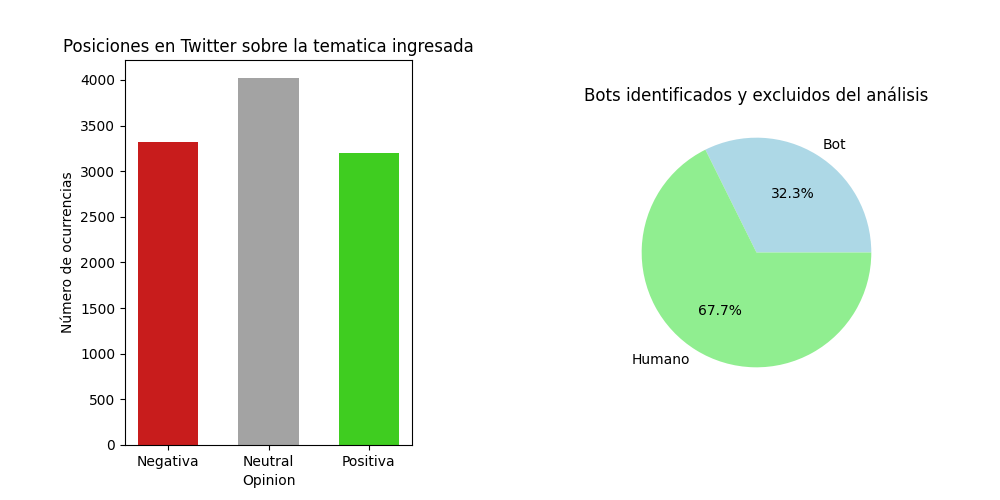 Posiciones en Twitter sobre la tematica ingresada
Número de ocurrencias
4000
3500
3000
2500
2000
1500
1000
500
0
Negativa
Neutral
Positiva
Opinion
Bots identificados y excluidos del análisis
Bot
32.3%
67.7%
Humano